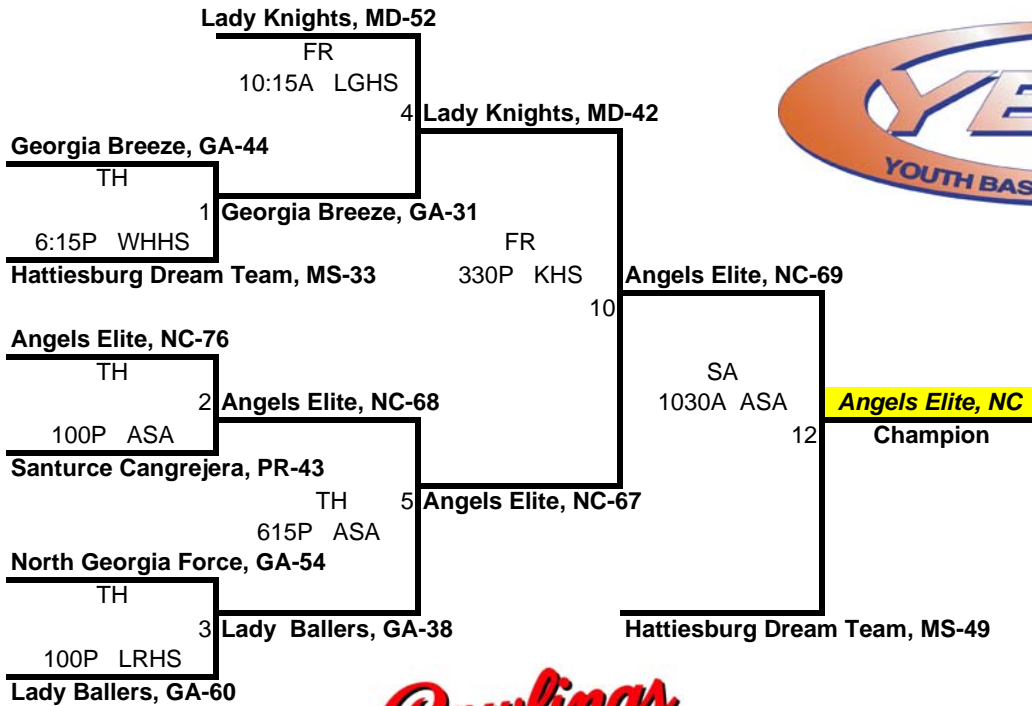 Lady Knights, MD-52
FR
10:15A LGHS
4 Lady Knights, MD-42
Georgia Breeze, GA-44
TH
1 Georgia Breeze, GA-31
6:15P WHHS
Hattiesburg Dream Team, MS-33
FR
330P KHS
Angels Elite, NC-69
10
Angels Elite, NC-76
TH
2 Angels Elite, NC-68
100P ASA
Santurce Cangrejera, PR-43
SA
1030A ASA
Angels Elite, NC
12 Champion
TH
615P ASA
5 Angels Elite, NC-67
North Georgia Force, GA-54
TH
3 Lady Ballers, GA-38
100P LRHS
Lady Ballers, GA-60
Hattiesburg Dream Team, MS-49
YOUTH BAS